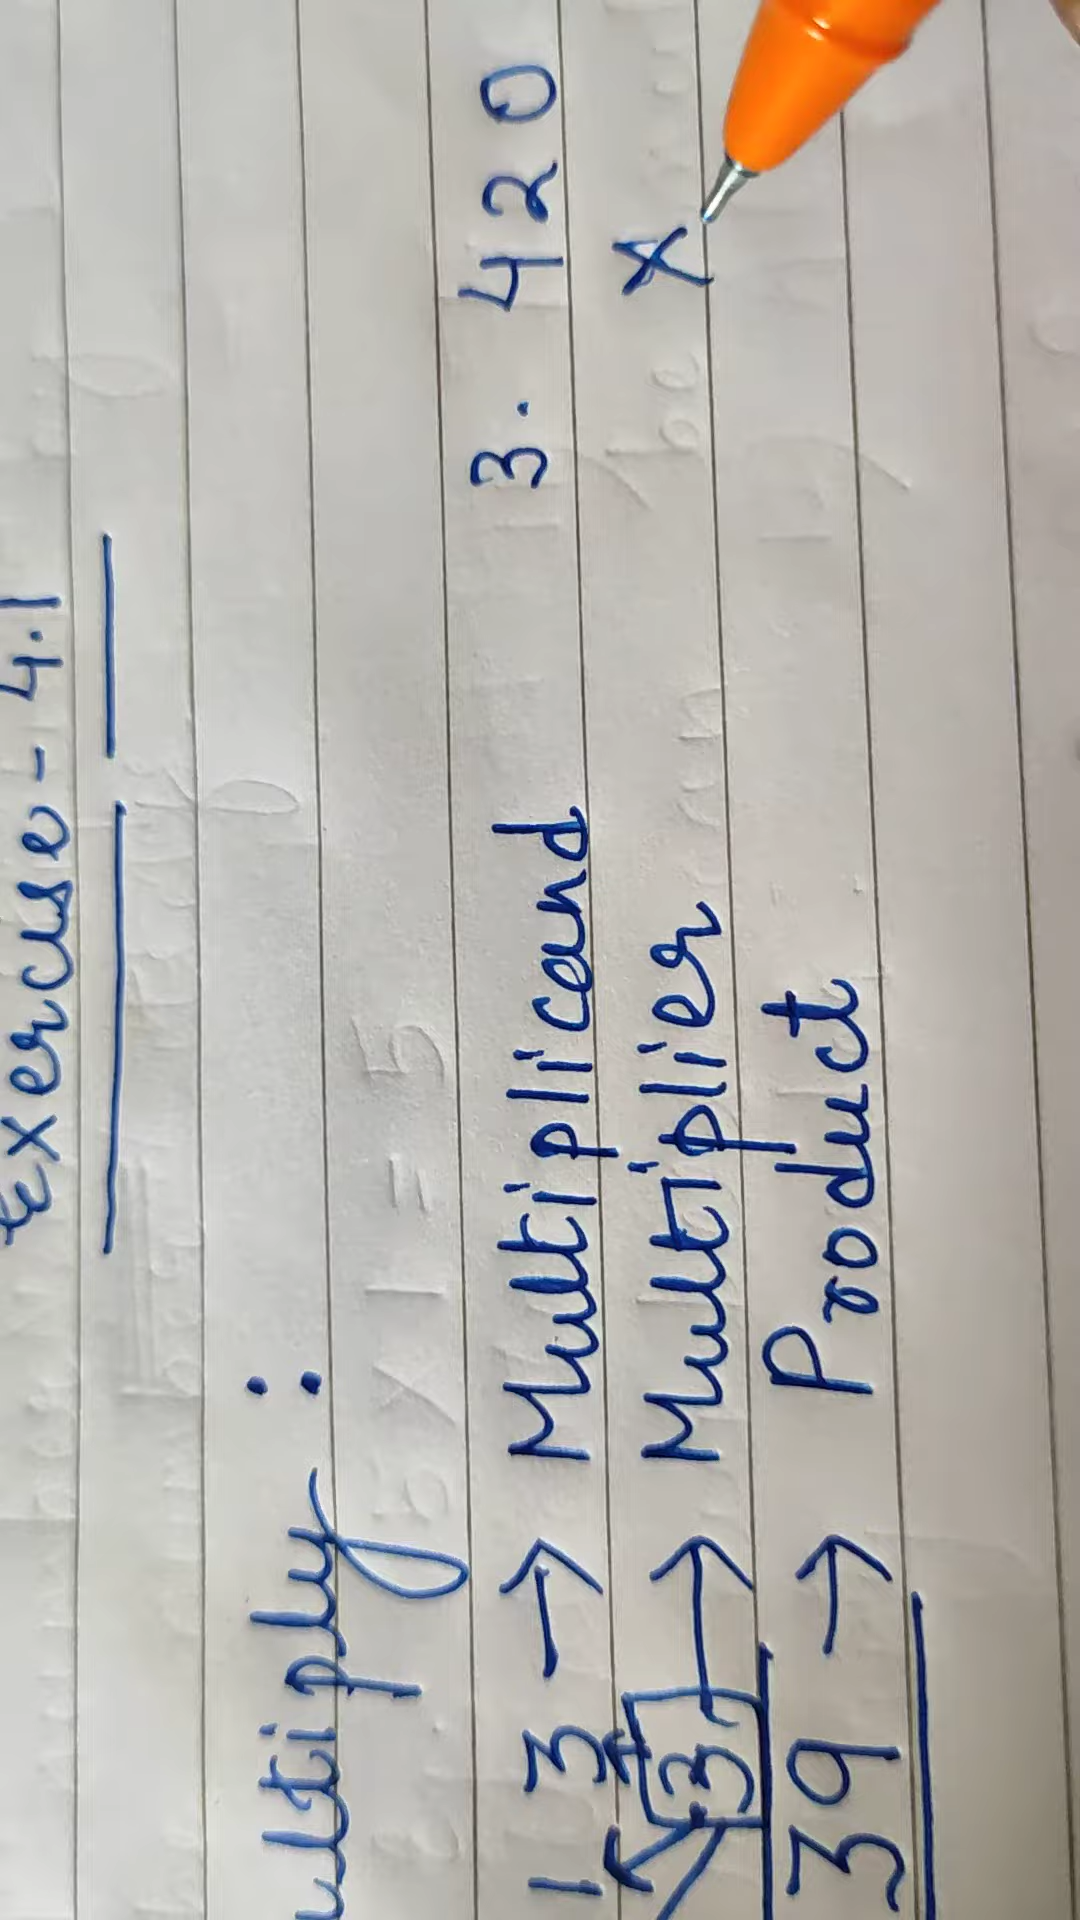 Exercise - 4.1
ultiply :
13 → Multiplicand
3 → Multiplier
39 → Product
3. 420
×